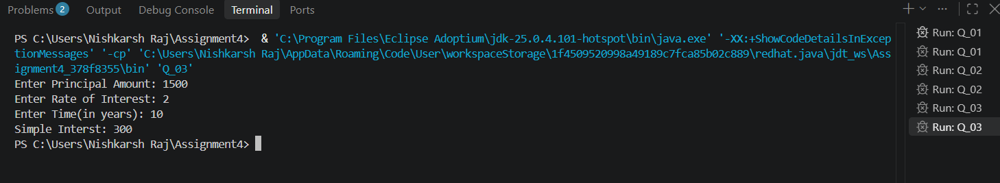 Problems 2 Output Debug Console Terminal Ports
PS C:\Users\Nishkarsh Raj\Assignment4>  & 'C:\Program Files\Eclipse Adoptium\jdk-25.0.4.101-hotspot\bin\java.exe' '-XX:+ShowCodeDetailsInExcep
tionMessages' '-cp' 'C:\Users\Nishkarsh Raj\AppData\Roaming\Code\User\workspaceStorage\1f4509520998a49189c7fca85b02c889\redhat.java\jdt_ws\Ass
ignment4_378f8355\bin' 'Q_03'
Enter Principal Amount: 1500
Enter Rate of Interest: 2
Enter Time(in years): 10
Simple Interst: 300
PS C:\Users\Nishkarsh Raj\Assignment4>
Run: Q_01
Run: Q_01
Run: Q_02
Run: Q_02
Run: Q_03
Run: Q_03